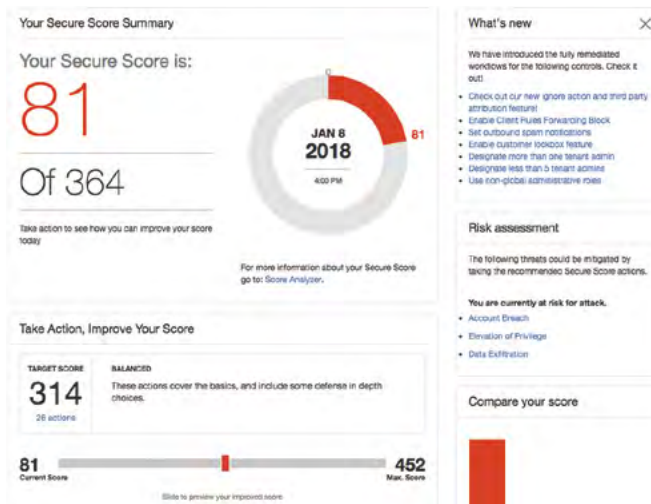 Your Secure Score Summary
Your Secure Score is:
81
Of 364
Take action to see how you can improve your score
today
0
JAN 8
2018
4:00 PM
81
For more information about your Secure Score
go to: Score Analyzer.
Take Action, Improve Your Score
TARGET SCORE
314
26 actions
BALANCED
These actions cover the basics, and include some defense in depth
choices.
81
Current Score
452
Max. Score
Slide to preview your improved score
What's new
We have introduced the fully remediated
workflows for the following controls. Check it
out!
• Check out our new ignore action and third party
attribution feature!
• Enable Client Rules Forwarding Block
• Set outbound spam notifications
• Enable customer lockbox feature
• Designate more than one tenant admin
• Designate less than 5 tenant admins
• Use non-global administrative roles
Risk assessment
The following threats could be mitigated by
taking the recommended Secure Score actions.
You are currently at risk for attack.
• Account Breach
• Elevation of Privilege
• Data Exfiltration
Compare your score